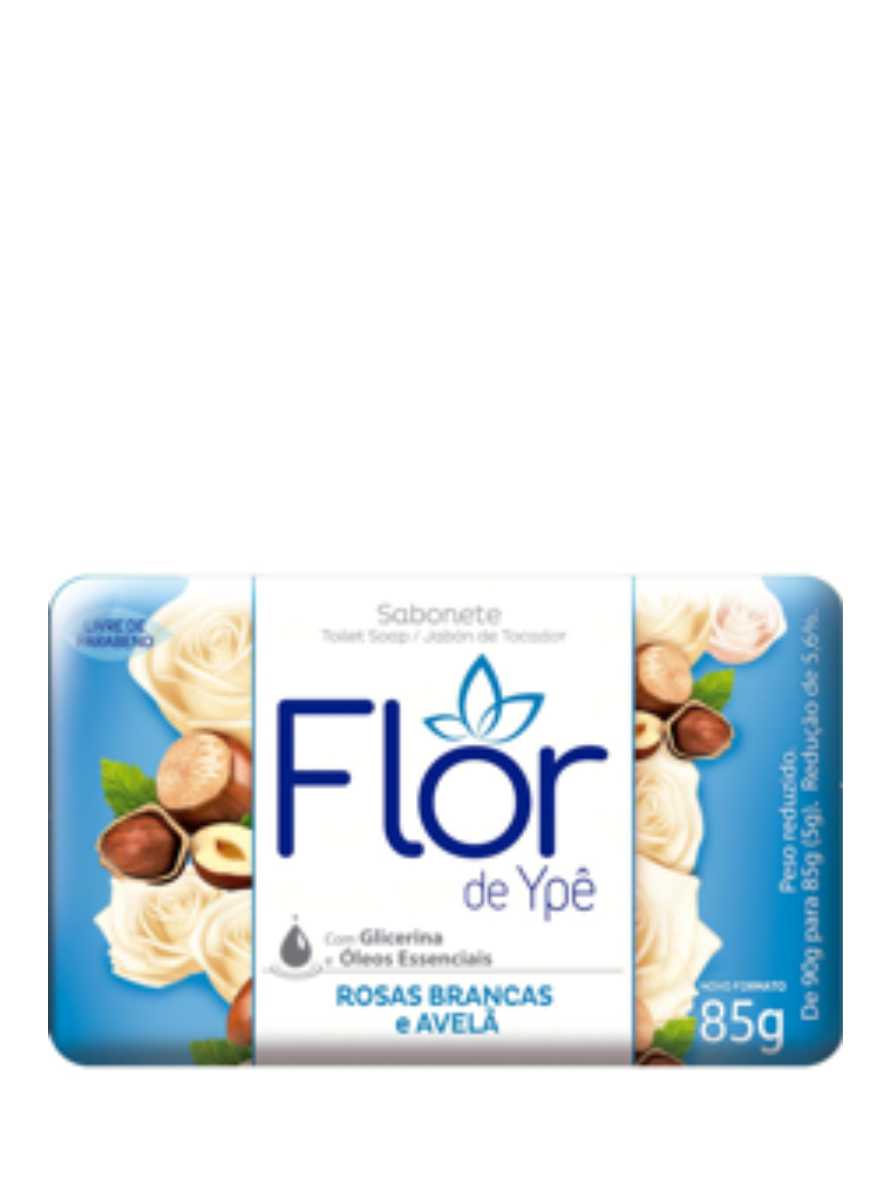 LIVRE DE
PARABENO
Sabonete
Toilet Soap / Jabón de Tocador
Flor
de Ypê
Com Glicerina
e Óleos Essenciais
ROSAS BRANCAS
e AVELÃ
NOVO FORMATO
85g
Peso reduzido.
De 90g para 85g (5g). Redução de 5,6%.